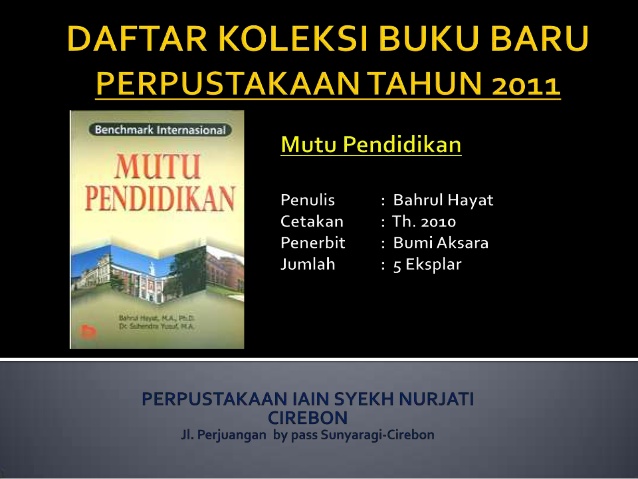 DAFTAR KOLEKSI BUKU BARU
PERPUSTAKAAN TAHUN 2011
Benchmark Internasional
MUTU
PENDIDIKAN
Bahrul Hayat, M.A., Ph.D.
Dr. Suhendra Yusuf, M.A.
Mutu Pendidikan
Penulis : Bahrul Hayat
Cetakan : Th. 2010
Penerbit : Bumi Aksara
Jumlah : 5 Eksplar
PERPUSTAKAAN IAIN SYEKH NURJATI
CIREBON
Jl. Perjuangan by pass Sunyaragi-Cirebon